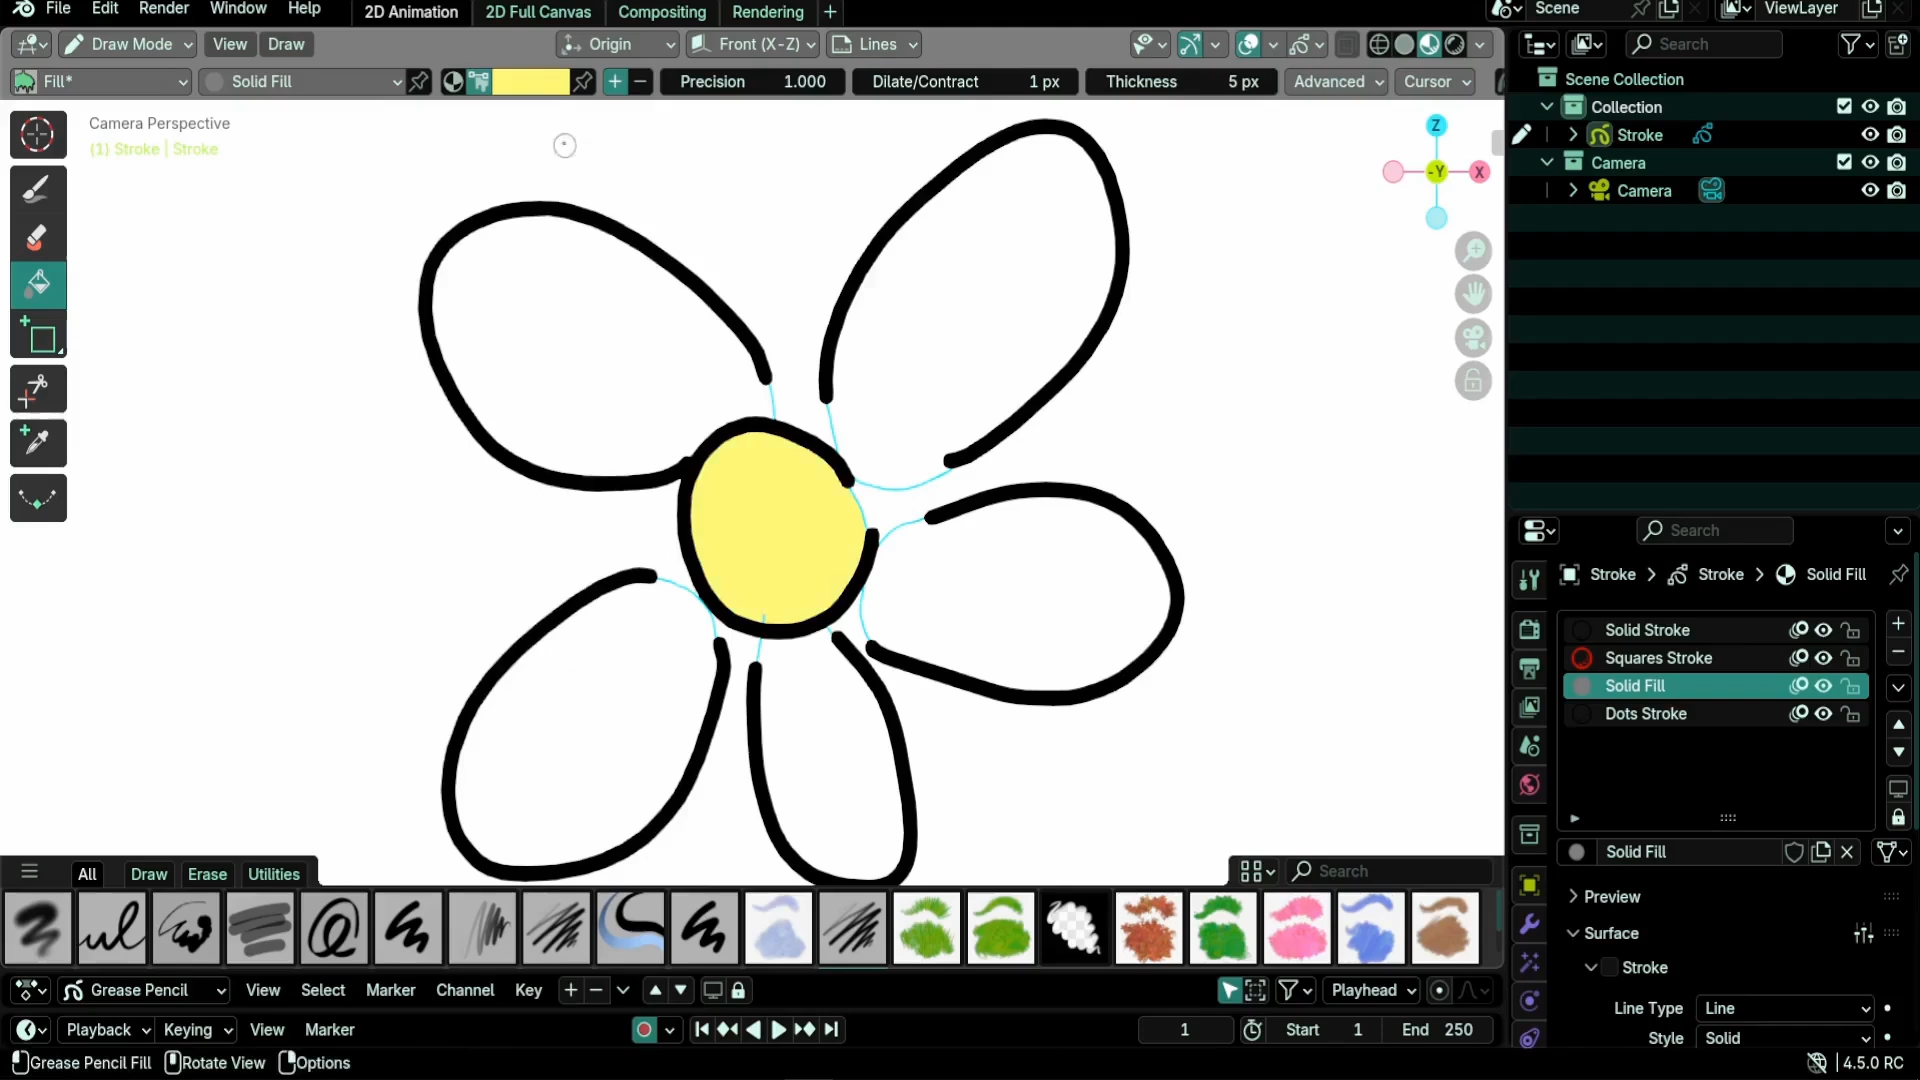 File Edit Render Window Help 2D Animation 2D Full Canvas Compositing Rendering + Scene ViewLayer
Draw Mode View Draw Origin Front (X-Z) Lines Search
Fill* Solid Fill Precision 1.000 Dilate/Contract 1 px Thickness 5 px Advanced Cursor
Camera Perspective
(1) Stroke | Stroke
Z
-Y X
Scene Collection
Collection
Stroke
Camera
Camera
Search
Stroke Stroke Solid Fill
Solid Stroke
Squares Stroke
Solid Fill
Dots Stroke
Solid Fill
Preview
Surface
Stroke
Line Type Line
Style Solid
All Draw Erase Utilities Search
Grease Pencil View Select Marker Channel Key Playhead
Playback Keying View Marker 1 Start 1 End 250
Grease Pencil Fill Rotate View Options 4.5.0 RC